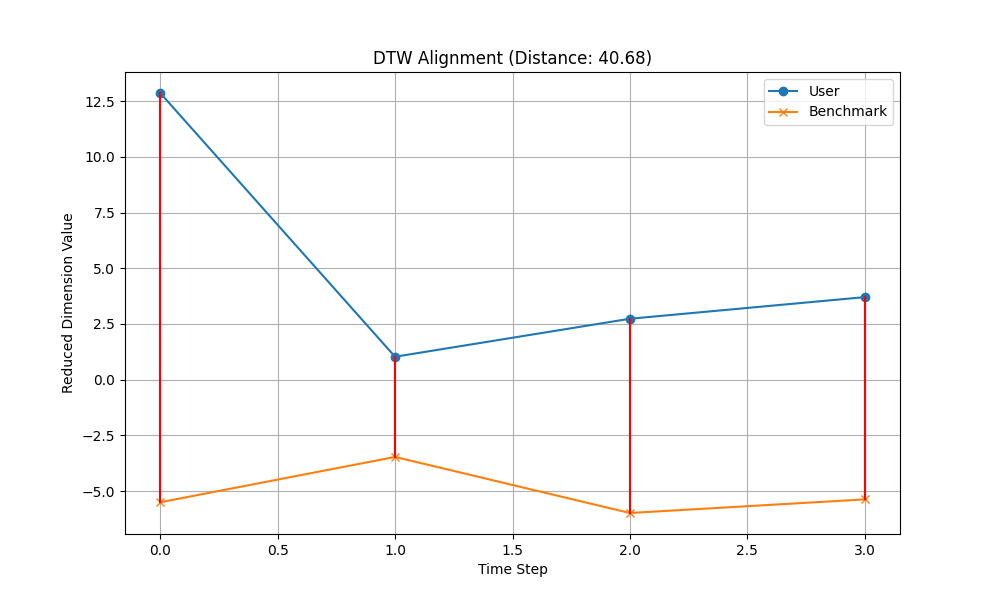 DTW Alignment (Distance: 40.68)
User
Benchmark
Reduced Dimension Value
12.5
10.0
7.5
5.0
2.5
0.0
−2.5
−5.0
0.0 0.5 1.0 1.5 2.0 2.5 3.0
Time Step